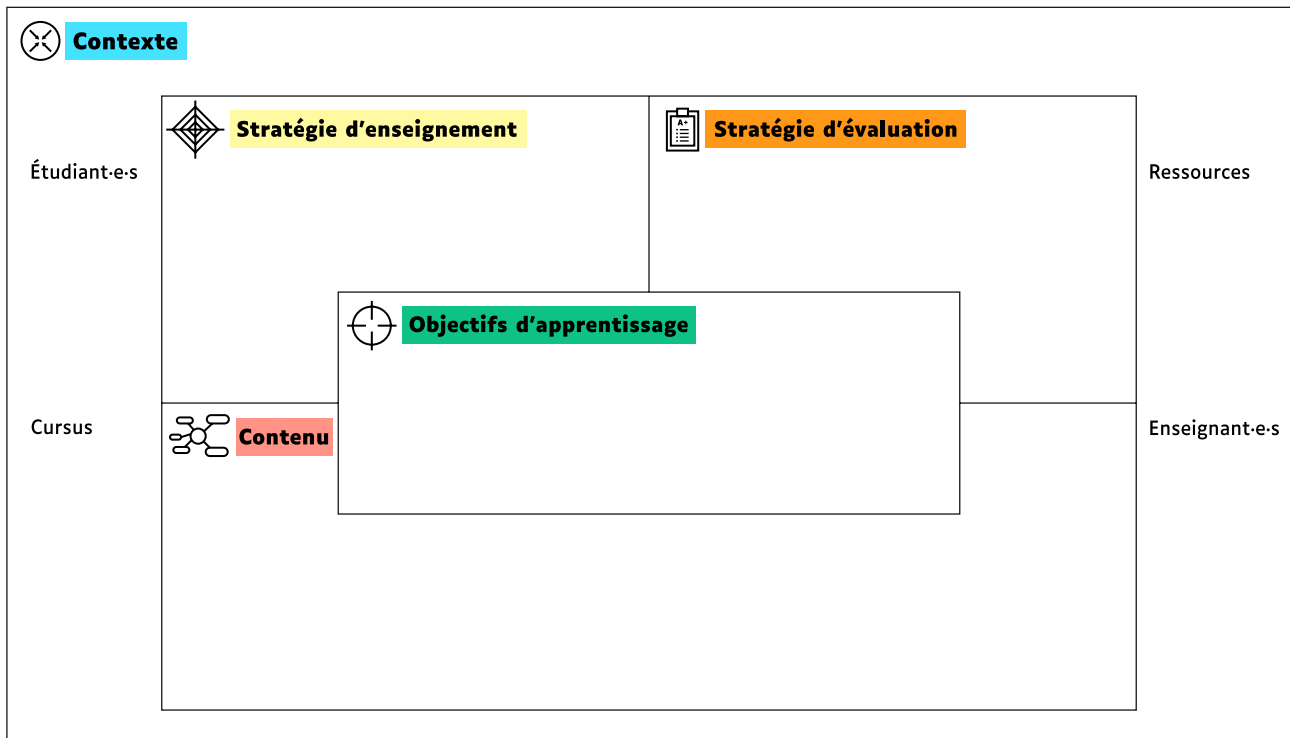 Contexte
Stratégie d'enseignement
A+
Stratégie d'évaluation
Étudiant·e·s
Ressources
Objectifs d'apprentissage
Cursus
Contenu
Enseignant·e·s